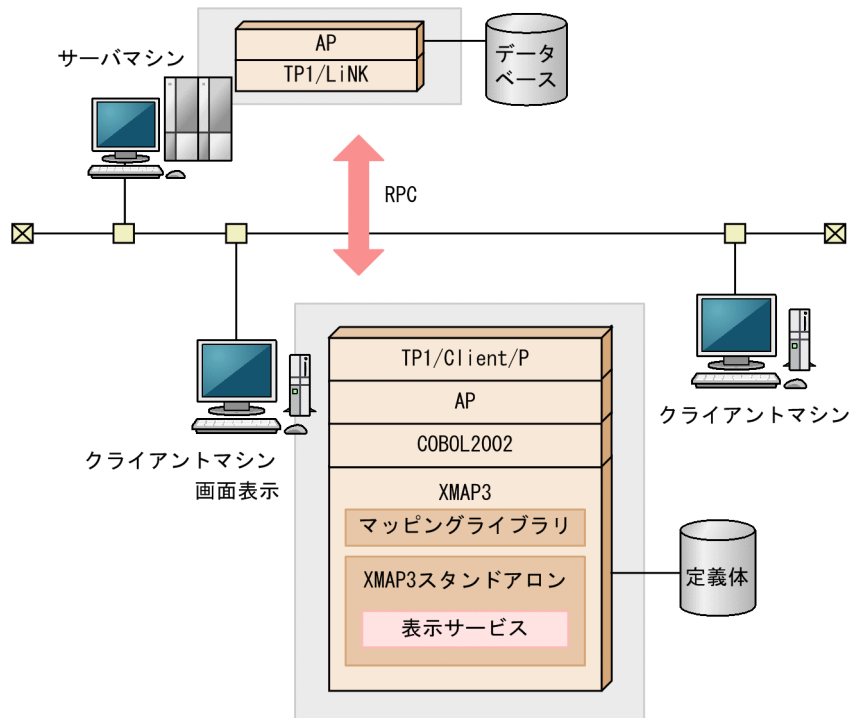 サーバマシン
AP
TP1/LiNK
データ
ベース
RPC
TP1/Client/P
AP
COBOL2002
XMAP3
マッピングライブラリ
XMAP3スタンドアロン
表示サービス
クライアントマシン
画面表示
クライアントマシン
定義体